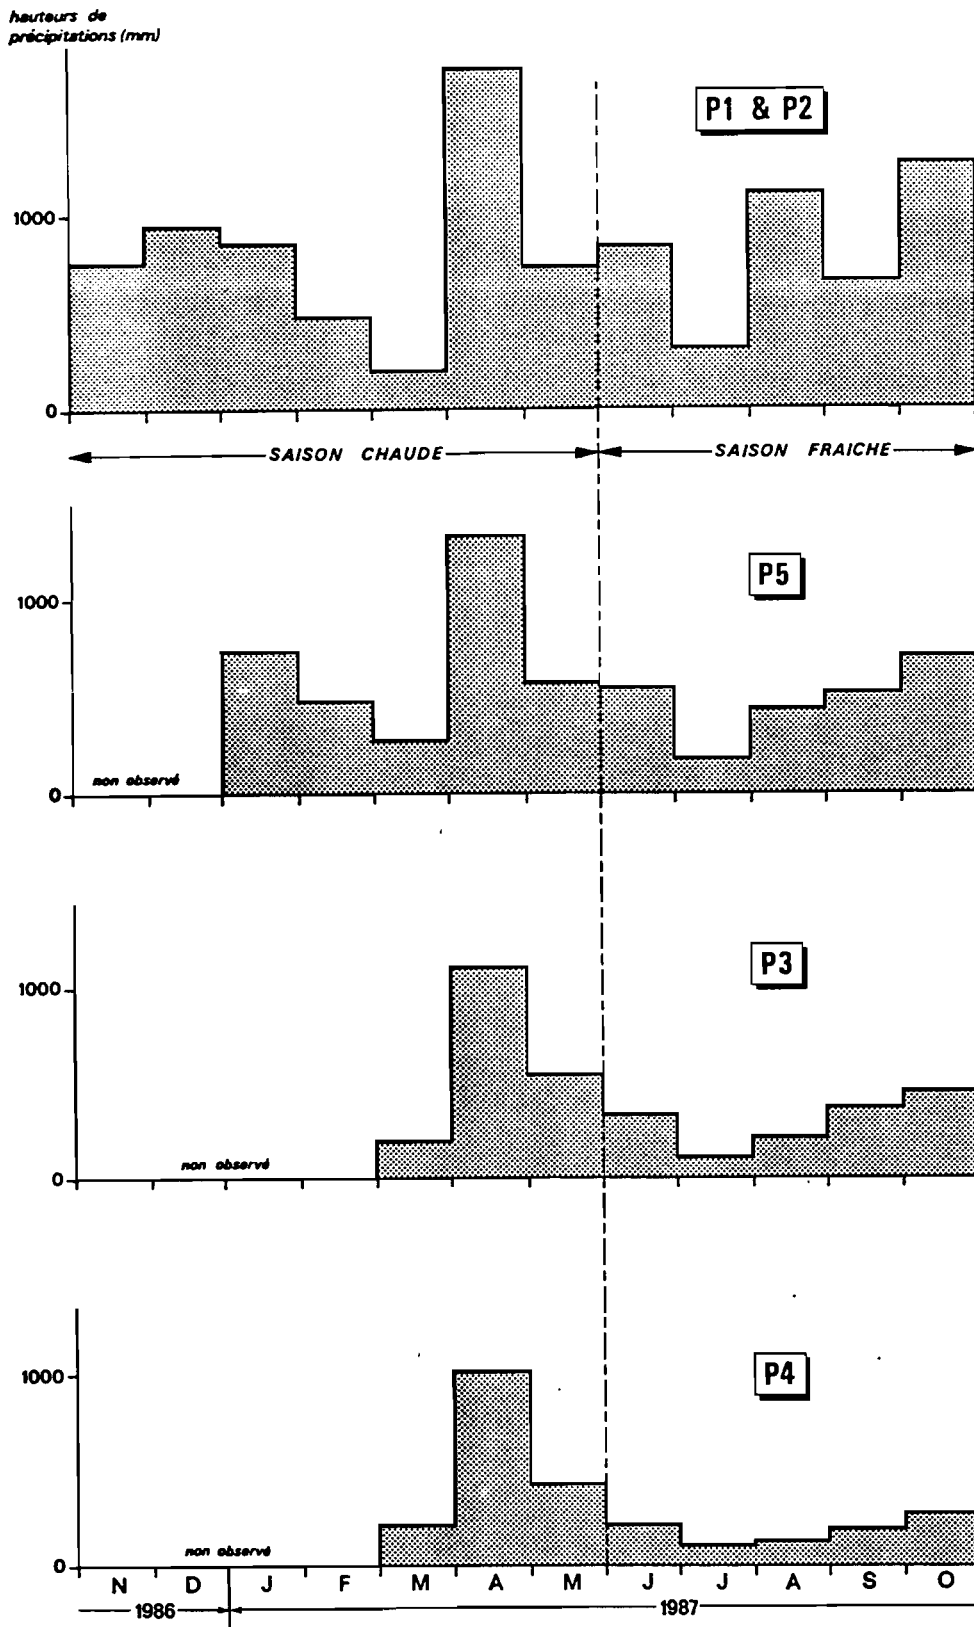 hauteurs de
précipitations (mm)
P1 & P2
1000
0
SAISON CHAUDE
SAISON FRAICHE
P5
1000
non observé
0
P3
1000
non observé
0
P4
1000
non observé
0
N D J F M A M J J A S O
1986 1987